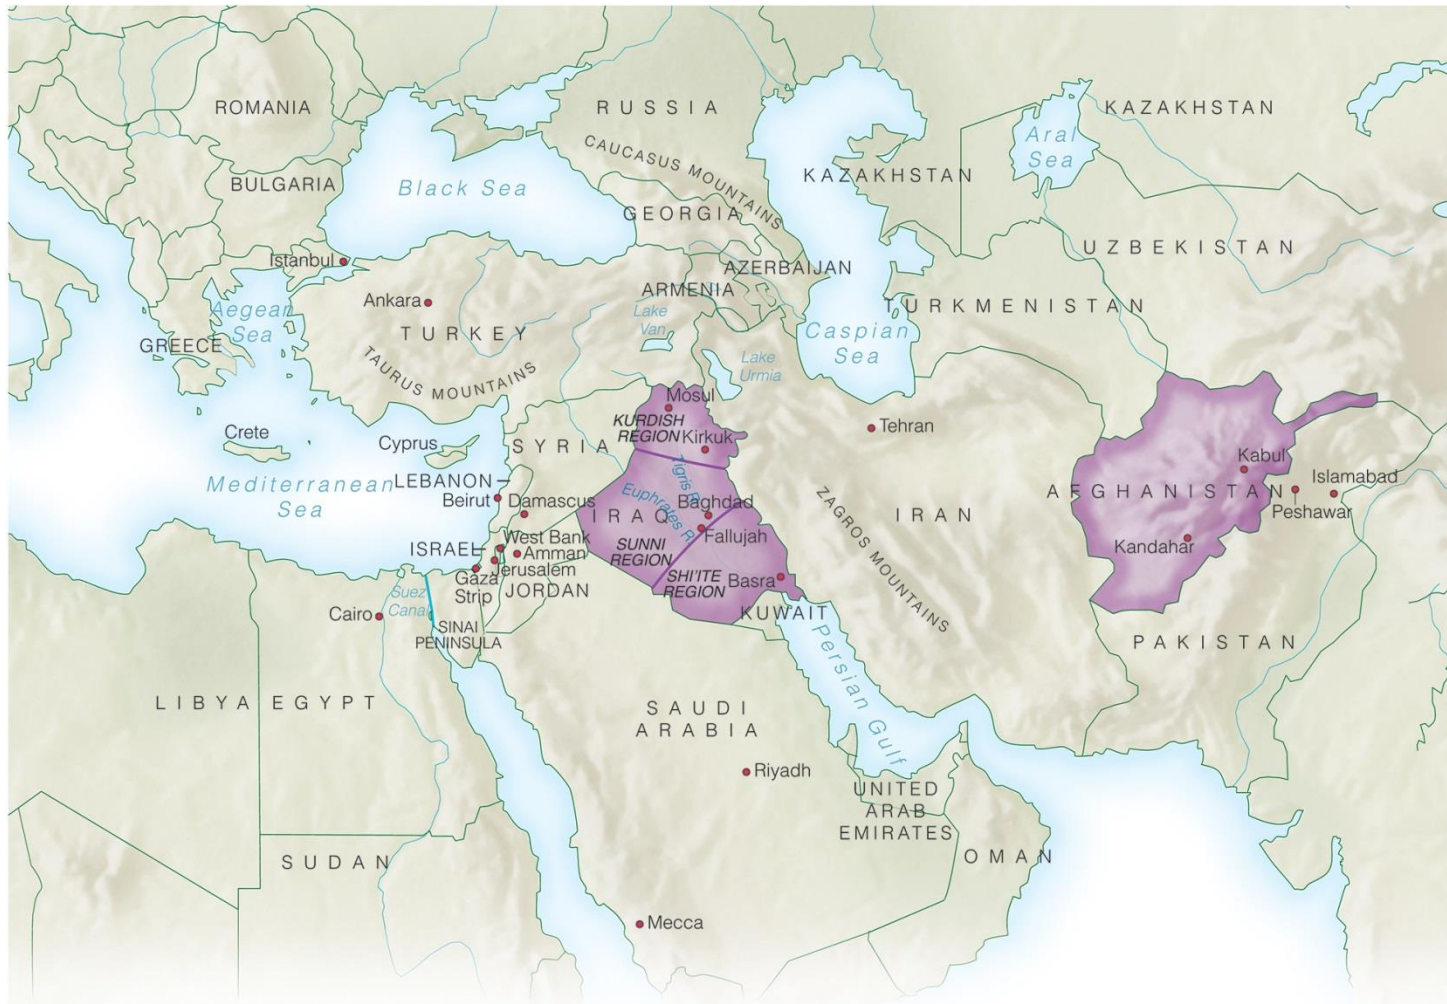 ROMANIA
RUSSIA
KAZAKHSTAN
Aral
Sea
CAUCASUS MOUNTAINS
KAZAKHSTAN
BULGARIA
Black Sea
GEORGIA
UZBEKISTAN
Istanbul
AZERBAIJAN
ARMENIA
Ankara
TURKMENISTAN
Aegean
Sea
Lake
Van
TURKEY
Caspian
Sea
GREECE
TAURUS MOUNTAINS
Lake
Urmia
Mosul
KURDISH
REGION
Kirkuk
Tehran
Crete
Cyprus
SYRIA
Kabul
Islamabad
Peshawar
AFGHANISTAN
Kandahar
LEBANON
Beirut
Damascus
Mediterranean
Sea
Tigris R.
Euphrates R.
Baghdad
IRAQ
Fallujah
SUNNI
REGION
SHI'ITE
REGION
Basra
ZAGROS MOUNTAINS
IRAN
ISRAEL
West Bank
Amman
Jerusalem
Gaza
Strip
JORDAN
Suez
Canal
KUWAIT
Cairo
SINAI
PENINSULA
PAKISTAN
Persian Gulf
LIBYA
EGYPT
SAUDI
ARABIA
Riyadh
UNITED
ARAB
EMIRATES
OMAN
SUDAN
Mecca